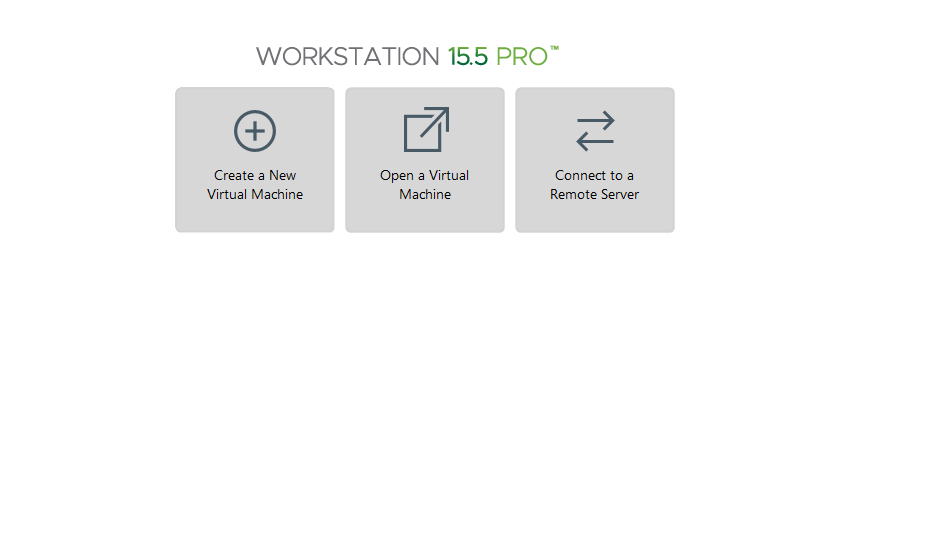 WORKSTATION 15.5 PRO™
Create a New
Virtual Machine
Open a Virtual
Machine
Connect to a
Remote Server